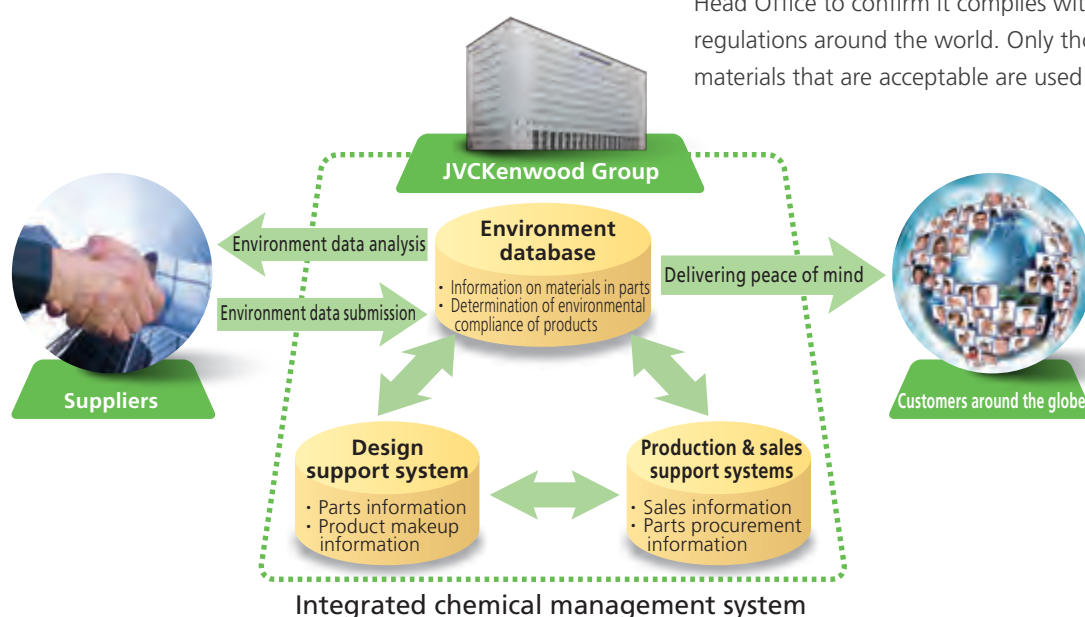 Head Office to confirm it complies wit
regulations around the world. Only the
materials that are acceptable are used
JVCKenwood Group
Environment data analysis
Environment
database
· Information on materials in parts
· Determination of environmental
compliance of products
Delivering peace of mind
Environment data submission
Suppliers
Customers around the globe
Design
support system
· Parts information
· Product makeup
information
Production & sales
support systems
· Sales information
· Parts procurement
information
Integrated chemical management system